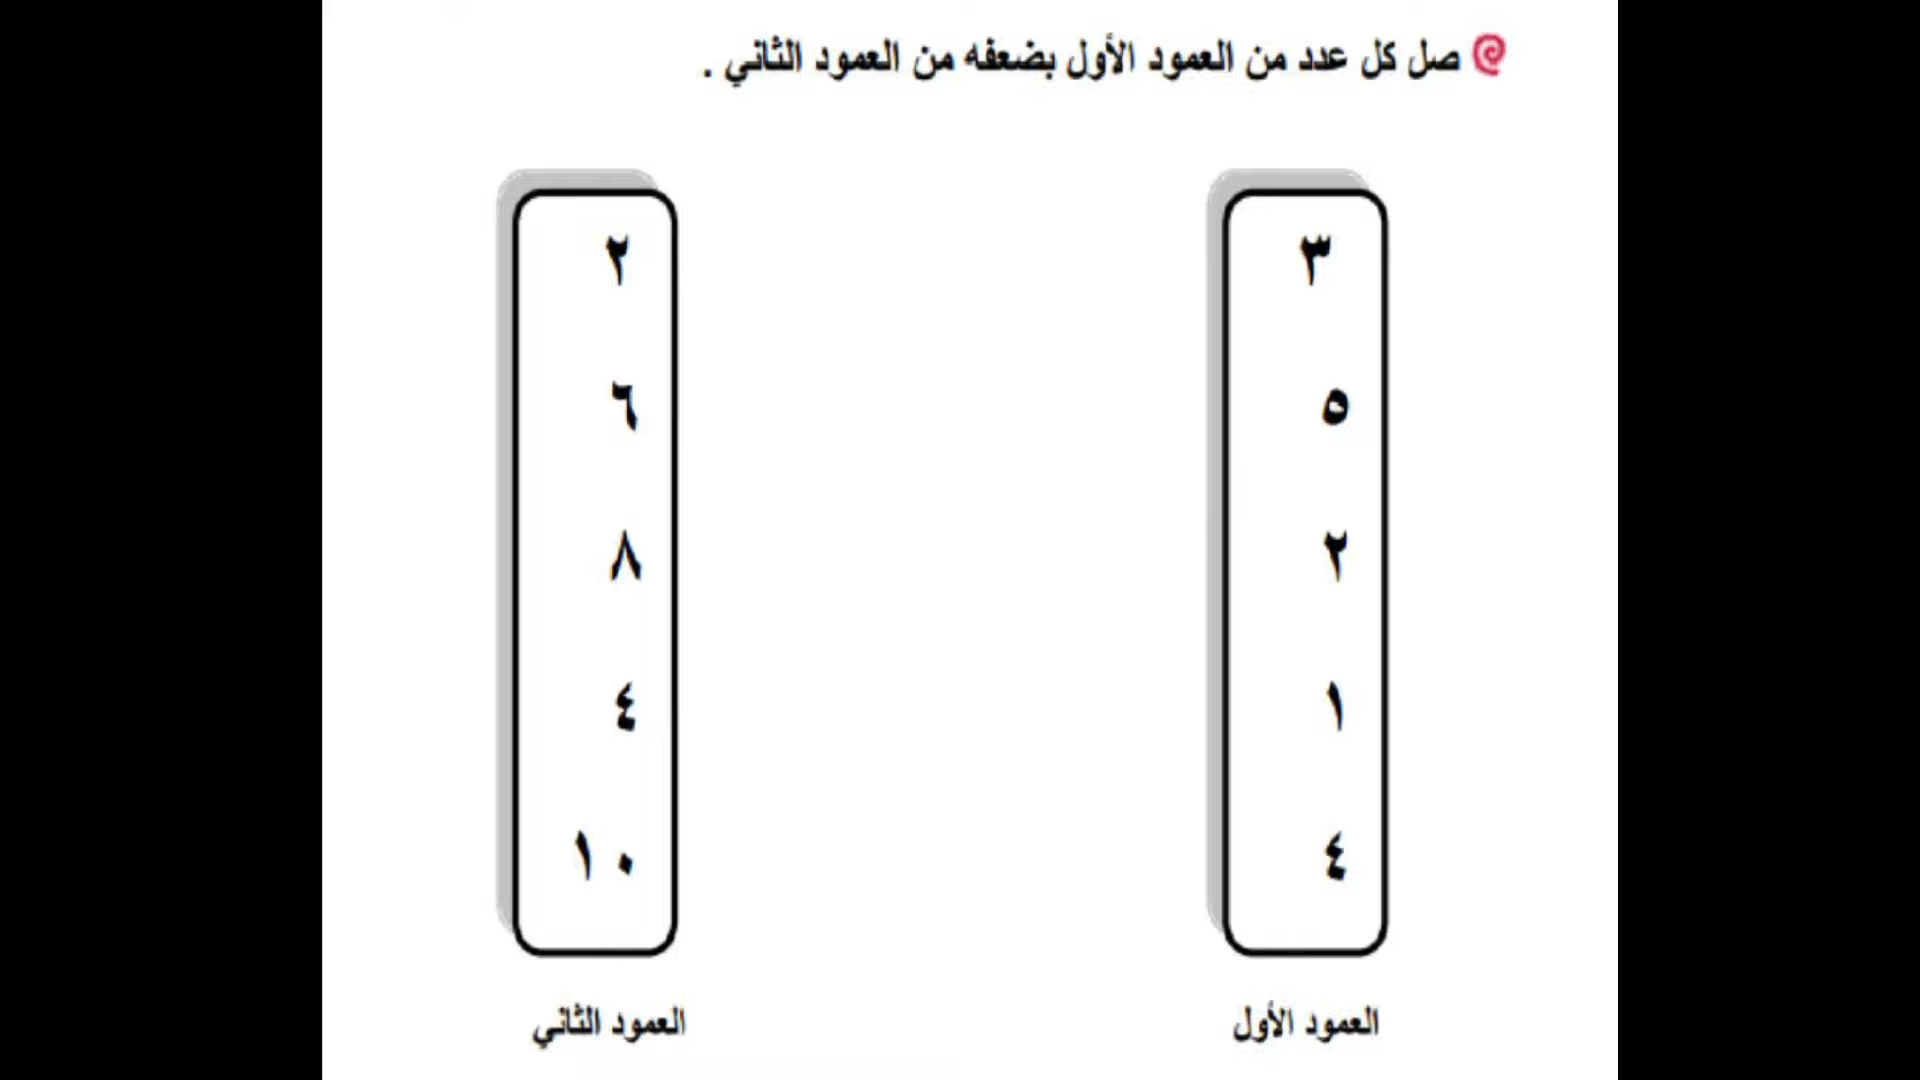 صل كل عدد من العمود الأول بضعفه من العمود الثاني .
٣ ٢
٥ ٦
٢ ٨
١ ٤
٤ ١٠
العمود الأول العمود الثاني